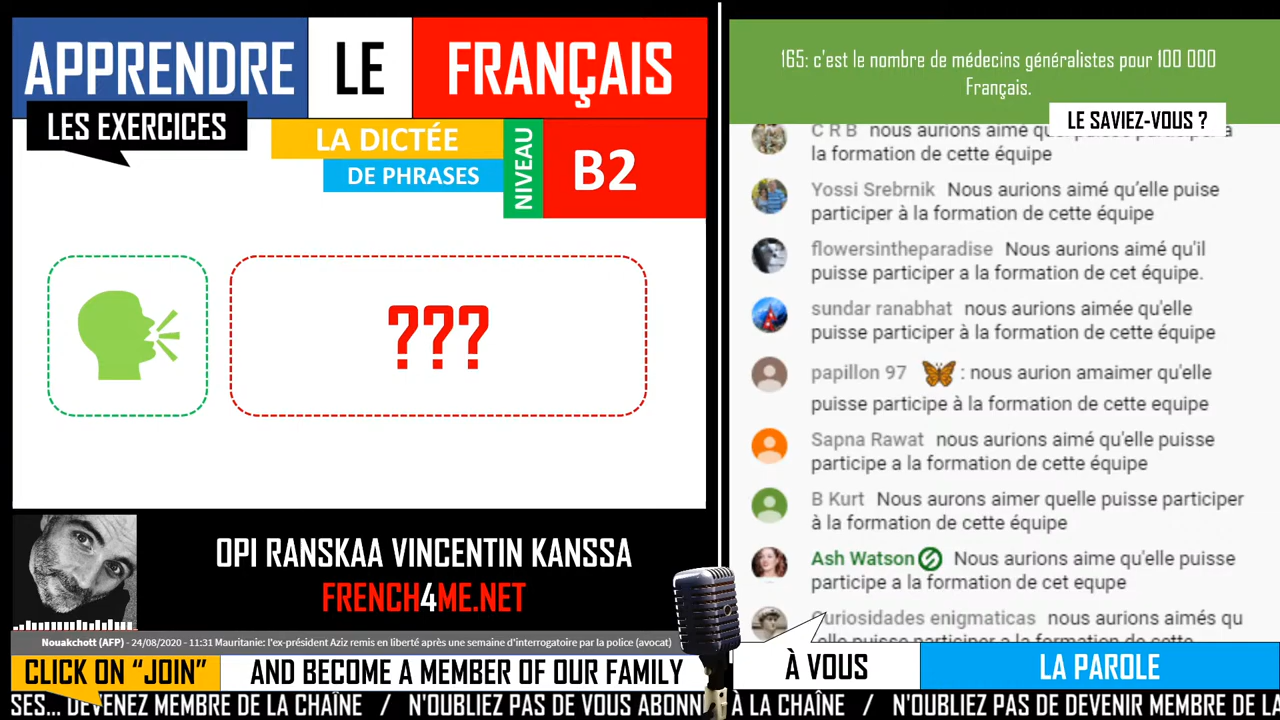 APPRENDRE LE FRANÇAIS
LES EXERCICES
LA DICTÉE
DE PHRASES
NIVEAU
B2
???
OPI RANSKAA VINCENTIN KANSSA
FRENCH4ME.NET
Nouakchott (AFP) - 24/08/2020 - 11:31 Mauritanie: l'ex-président Aziz remis en liberté après une semaine d'interrogatoire par la police (avocat)
CLICK ON “JOIN” AND BECOME A MEMBER OF OUR FAMILY
165: c'est le nombre de médecins généralistes pour 100 000
Français.
LE SAVIEZ-VOUS ?
C R B nous aurions aimé participer a
la formation de cette équipe
Yossi Srebrnik Nous aurions aimé qu'elle puise
participer à la formation de cette équipe
flowersintheparadise Nous aurions aimé qu'il
puisse participer a la formation de cet équipe.
sundar ranabhat nous aurions aimée qu'elle
puisse participer à la formation de cette équipe
papillon 97 : nous aurion amaimer qu'elle
puisse participe à la formation de cette equipe
Sapna Rawat nous aurions aimé qu'elle puisse
participe a la formation de cette équipe
B Kurt Nous aurons aimer quelle puisse participer
à la formation de cette équipe
Ash Watson Nous aurions aime qu'elle puisse
participe a la formation de cet equpe
Curiosidades enigmaticas nous aurions aimés qu
elle puisse participer à la formation de cette
À VOUS LA PAROLE
SES... DEVENEZ MEMBRE DE LA CHAÎNE / N'OUBLIEZ PAS DE VOUS ABONN À LA CHAÎNE / N'OUBLIEZ PAS DE DEVENIR MEMBRE DE LA